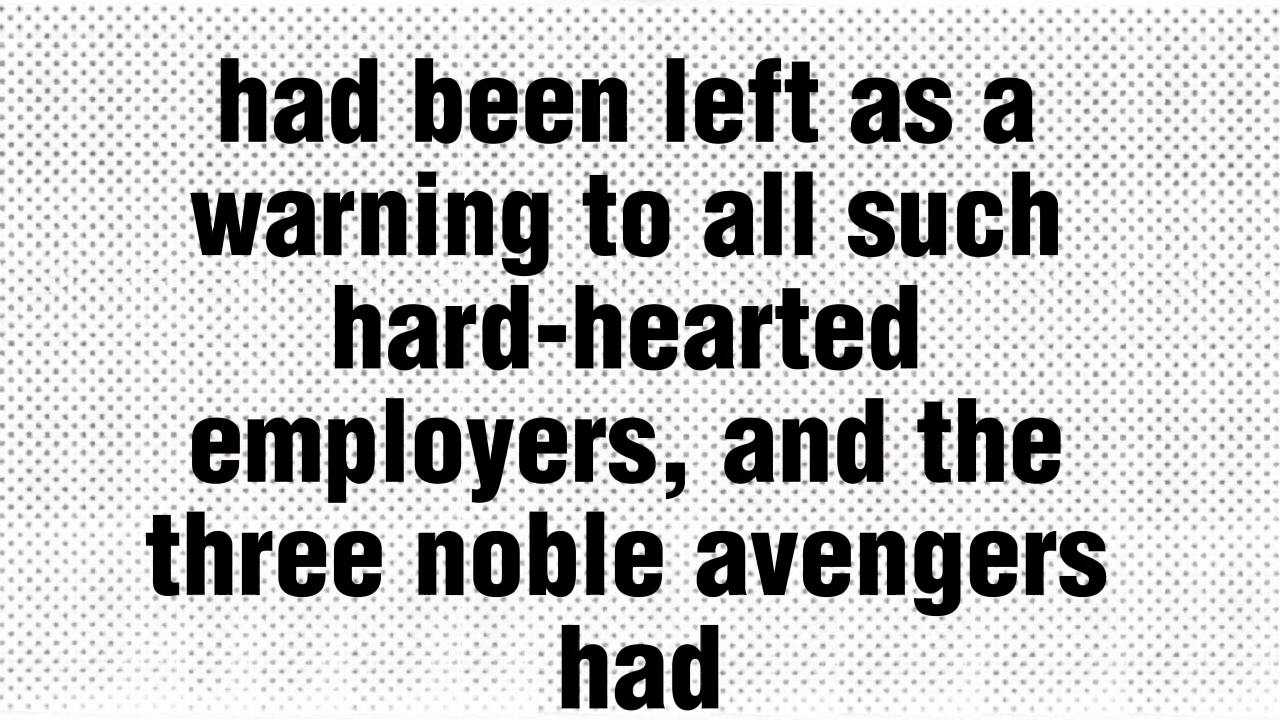 had been left as a
warning to all such
hard-hearted
employers, and the
three noble avengers
had